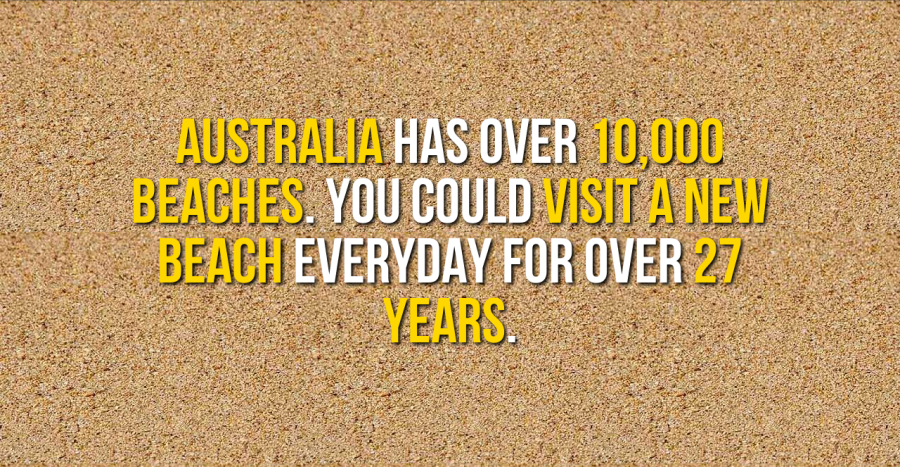 AUSTRALIA HAS OVER 10,000
BEACHES. YOU COULD VISIT A NEW
BEACH EVERYDAY FOR OVER 27
YEARS.